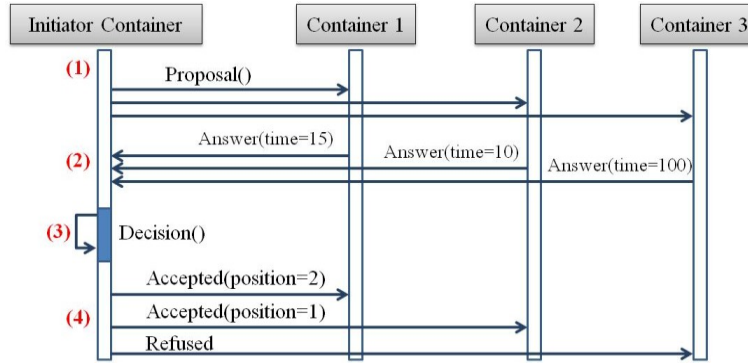 Initiator Container
Container 1
Container 2
Container 3
(1)
Proposal()
Answer(time=15)
Answer(time=10)
Answer(time=100)
(2)
(3)
Decision()
Accepted(position=2)
Accepted(position=1)
(4)
Refused